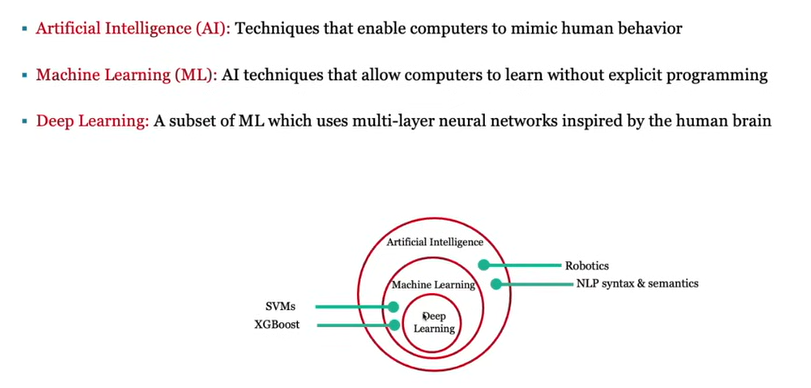 ▪ Artificial Intelligence (AI): Techniques that enable computers to mimic human behavior
▪ Machine Learning (ML): AI techniques that allow computers to learn without explicit programming
▪ Deep Learning: A subset of ML which uses multi-layer neural networks inspired by the human brain
Artificial Intelligence
Robotics
Machine Learning
NLP syntax & semantics
SVMs
XGBoost
Deep
Learning